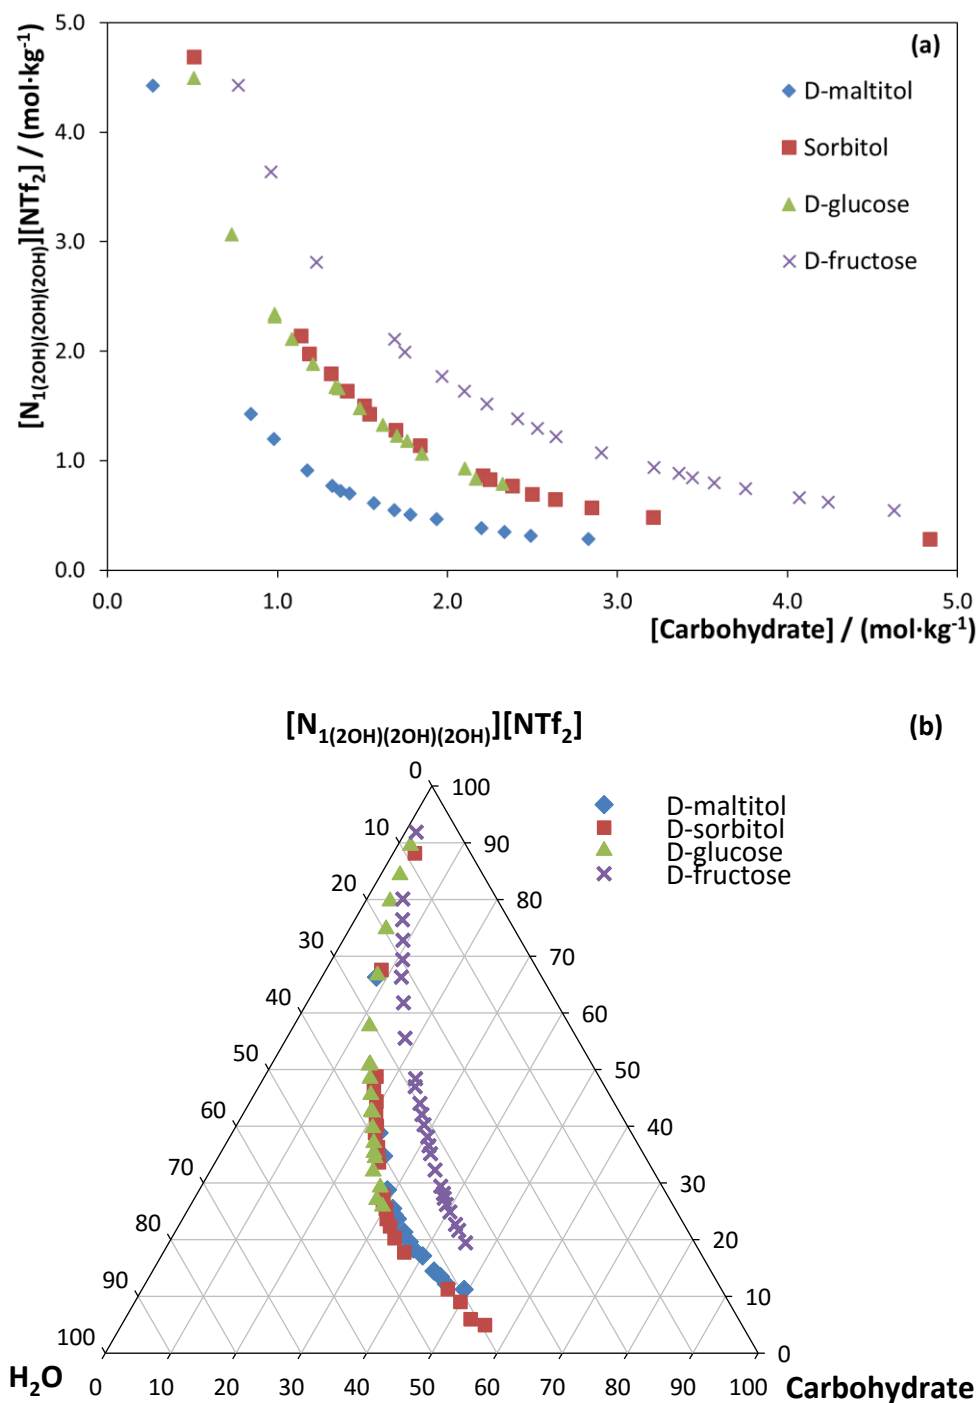 (a)
5.0
4.0
3.0
2.0
1.0
0.0
[N1(2OH)(2OH)(2OH)][NTf2] / (mol·kg-1)
D-maltitol
Sorbitol
D-glucose
D-fructose
0.0 1.0 2.0 3.0 4.0 5.0
[Carbohydrate] / (mol·kg-1)
[N1(2OH)(2OH)(2OH)][NTf2]
(b)
0 100
D-maltitol
D-sorbitol
D-glucose
D-fructose
10 90
20 80
30 70
40 60
50 50
60 40
70 30
80 20
90 10
100 0
H2O 0 10 20 30 40 50 60 70 80 90 100 Carbohydrate